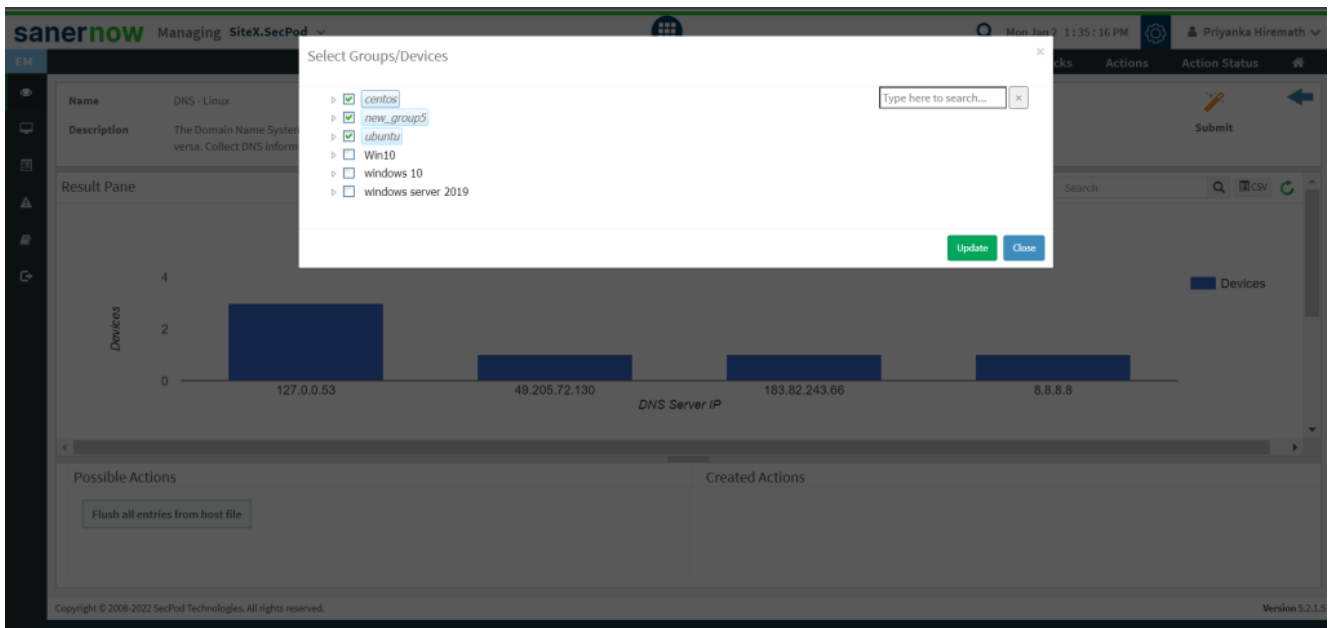 sanernow Managing SiteX.SecPod
Mon Jan 2 1:35:16 PM
Priyanka Hiremath
EM
cks Actions Action Status
Select Groups/Devices
×
centos
new_group5
ubuntu
Win10
windows 10
windows server 2019
Type here to search...
×
Update
Close
Name DNS - Linux
Description The Domain Name System
versa. Collect DNS inform
Submit
Result Pane
Search
CSV
4
2
0
Devices
Devices
127.0.0.53
49.205.72.130
183.82.243.66
8.8.8.8
DNS Server IP
Possible Actions
Flush all entries from host file
Created Actions
Copyright © 2008-2022 SecPod Technologies. All rights reserved.
Version 5.2.1.5